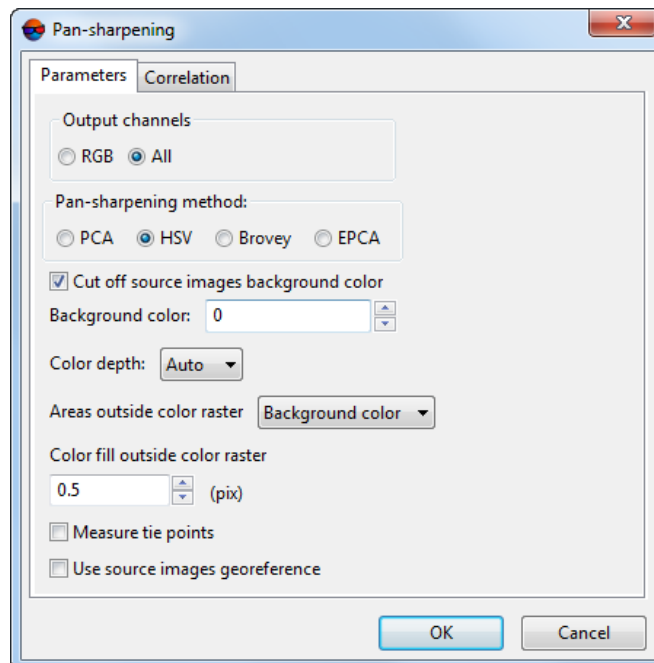 Pan-sharpening
Parameters Correlation
Output channels
RGB All
Pan-sharpening method:
PCA HSV Brovey EPCA
Cut off source images background color
Background color: 0
Color depth: Auto
Areas outside color raster Background color
Color fill outside color raster
0.5 (pix)
Measure tie points
Use source images georeference
OK Cancel